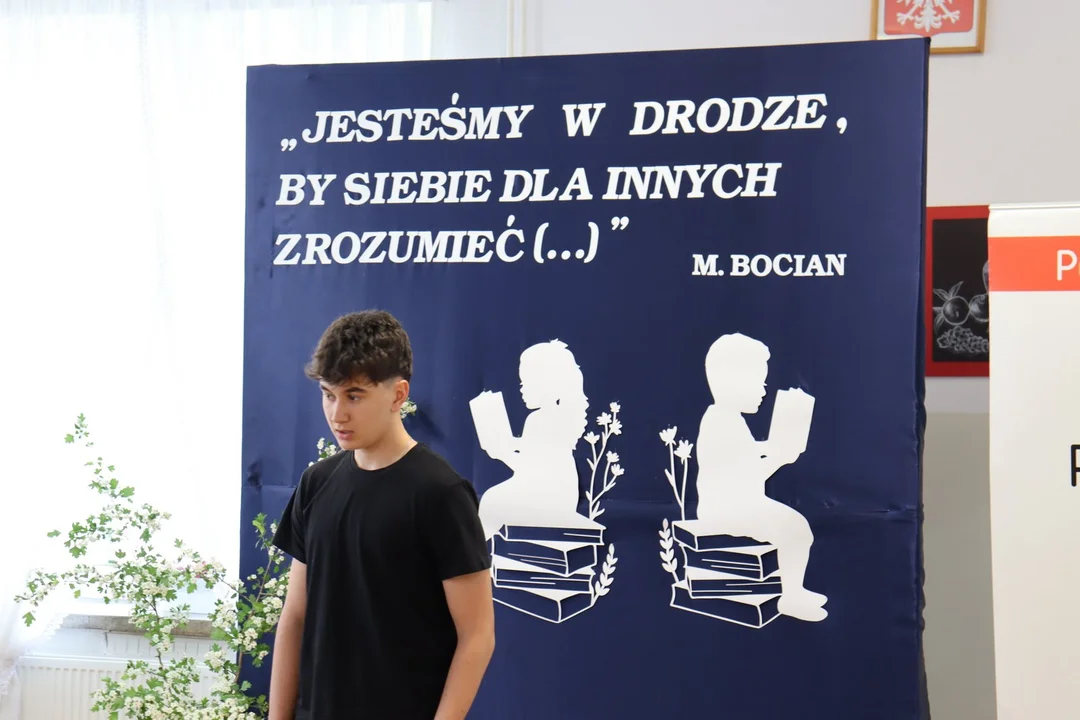 „JESTEŚMY W DRODZE,
BY SIEBIE DLA INNYCH
ZROZUMIEĆ (...)”
M. BOCIAN